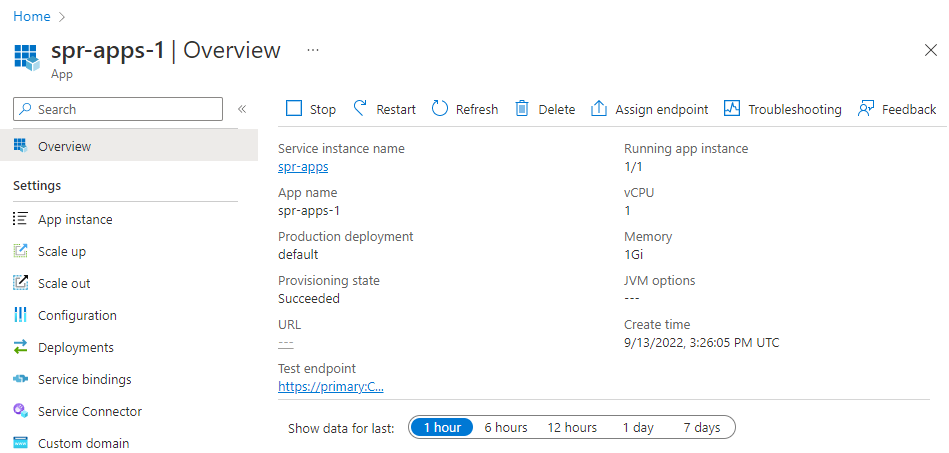 Home
spr-apps-1 | Overview ...
App
Search
«
Stop Restart Refresh Delete Assign endpoint Troubleshooting Feedback
Overview
Settings
App instance
Scale up
Scale out
Configuration
Deployments
Service bindings
Service Connector
Custom domain
Service instance name
spr-apps
App name
spr-apps-1
Production deployment
default
Provisioning state
Succeeded
URL
---
Test endpoint
https://primary:C...
Running app instance
1/1
vCPU
1
Memory
1Gi
JVM options
---
Create time
9/13/2022, 3:26:05 PM UTC
Show data for last: 1 hour 6 hours 12 hours 1 day 7 days